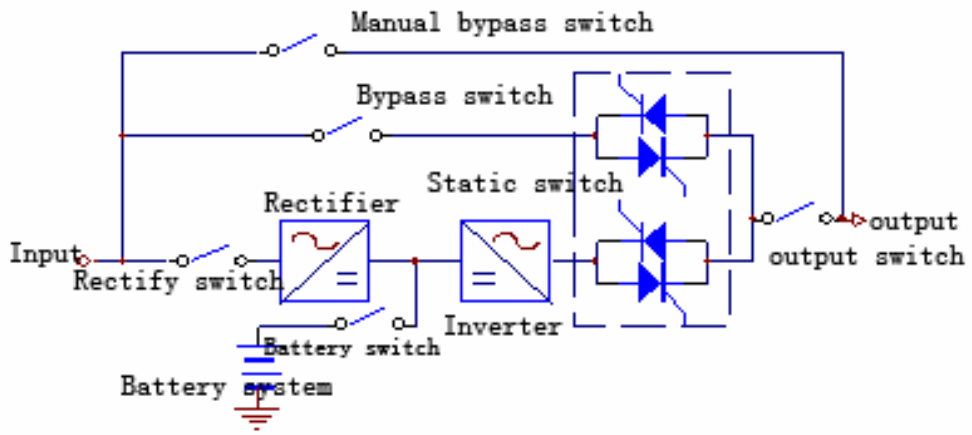 Manual bypass switch
Bypass switch
Static switch
Rectifier
Input
Rectify switch
output
output switch
Inverter
Battery switch
Battery system